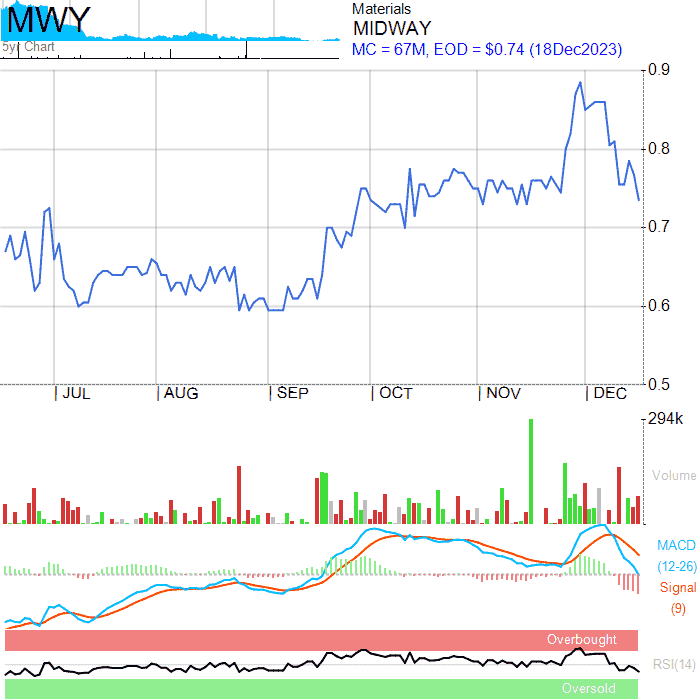 MWY
5yr Chart
Materials
MIDWAY
MC = 67M, EOD = $0.74 (18Dec2023)
0.9
0.8
0.7
0.6
0.5
JUL AUG SEP OCT NOV DEC
294k
Volume
MACD
(12-26)
Signal
(9)
Overbought
RSI(14)
Oversold